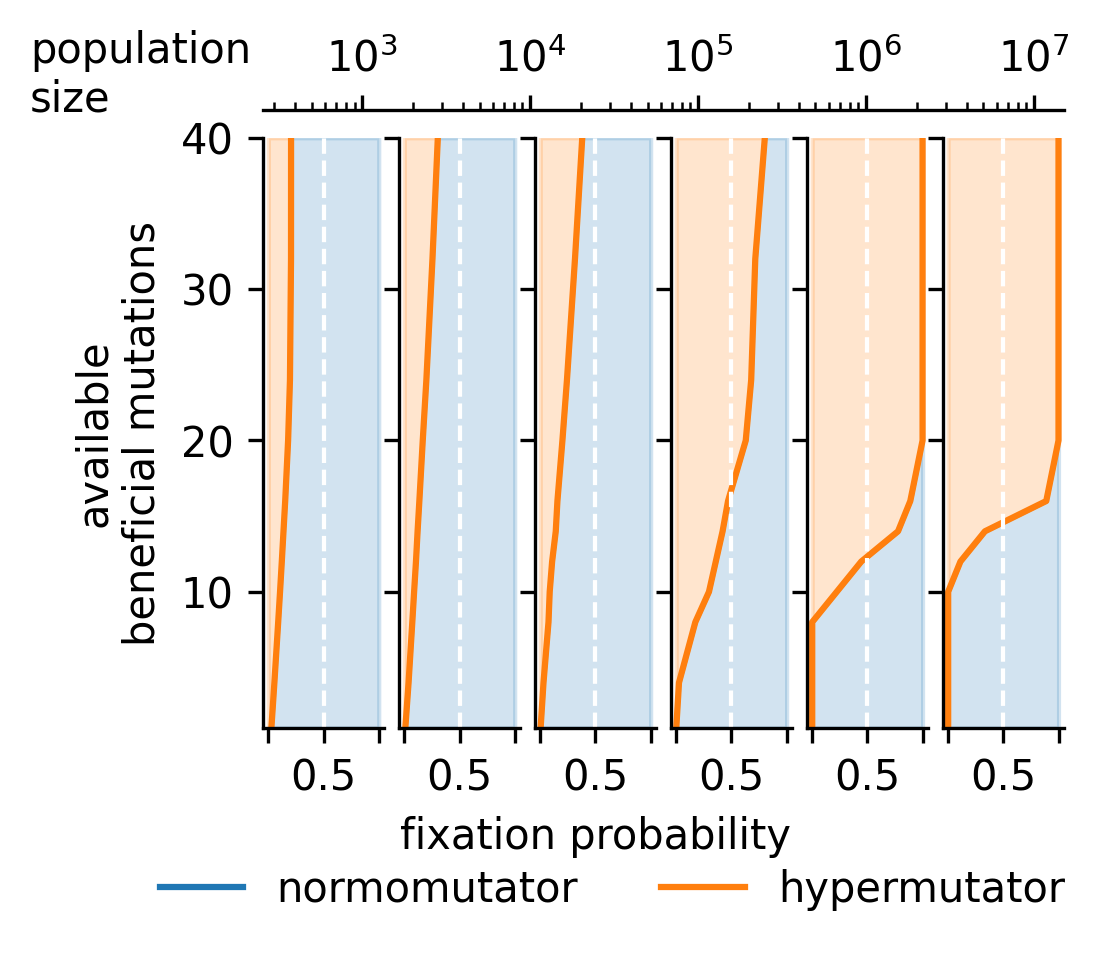 population
size
10³ 10⁴ 10⁵ 10⁶ 10⁷
40
30
20
10
available
beneficial mutations
0.5 0.5 0.5 0.5 0.5 0.5
fixation probability
normomutator hypermutator